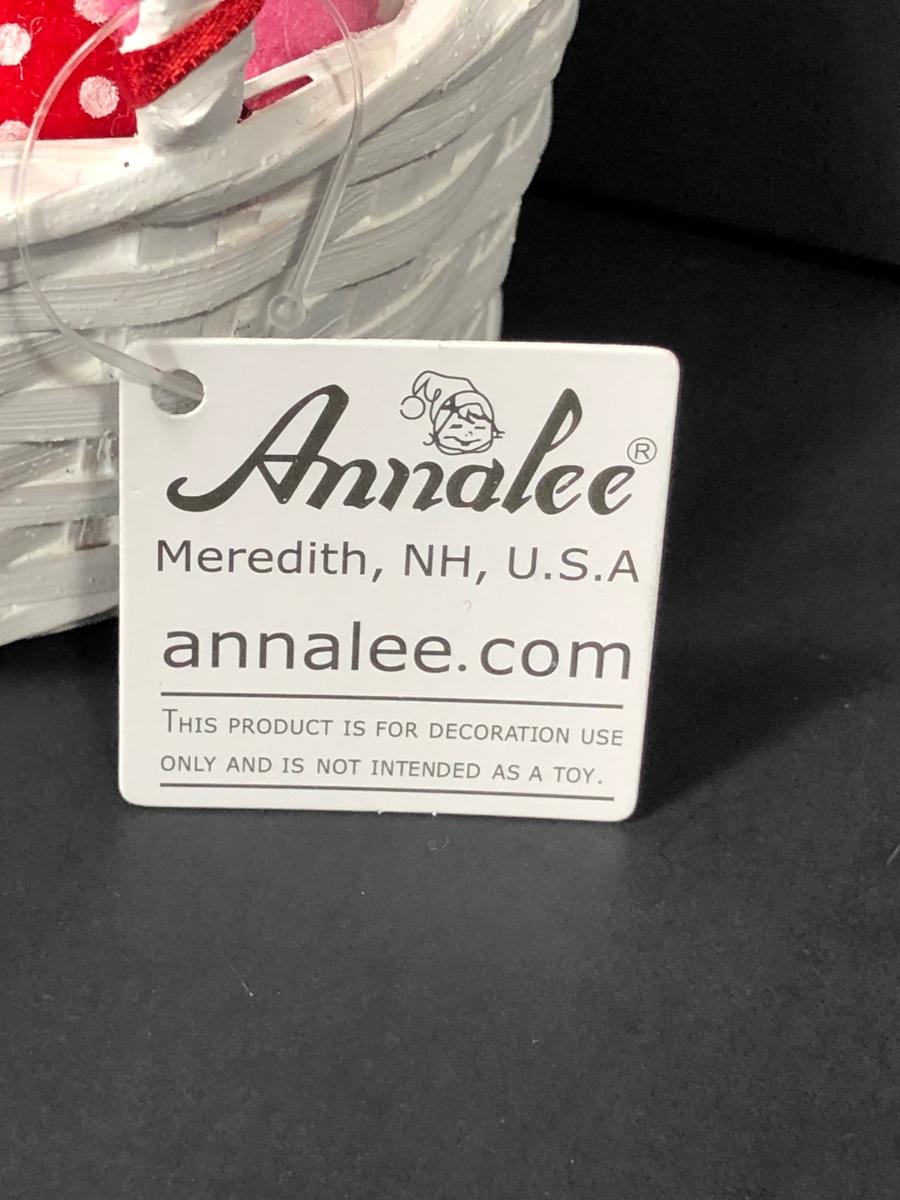 Annalee®
Meredith, NH, U.S.A
annalee.com
THIS PRODUCT IS FOR DECORATION USE
ONLY AND IS NOT INTENDED AS A TOY.